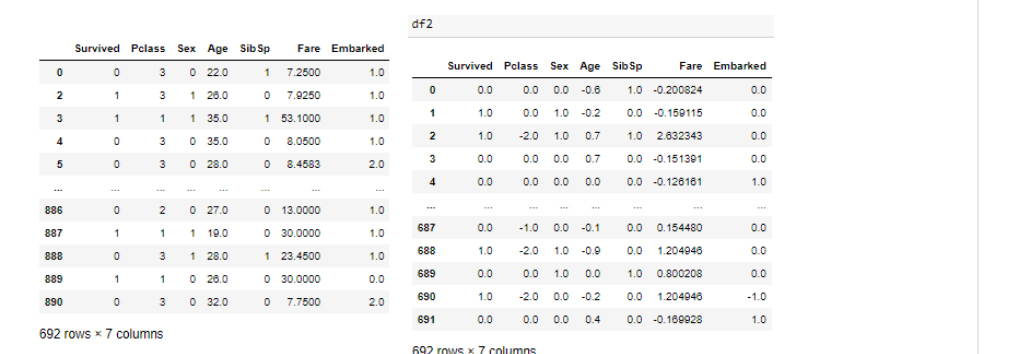 df2
Survived Pclass Sex Age SibSp Fare Embarked
0 0 3 0 22.0 1 7.2500 1.0
2 1 3 1 26.0 0 7.9250 1.0
3 1 1 1 35.0 1 53.1000 1.0
4 0 3 0 35.0 0 8.0500 1.0
5 0 3 0 28.0 0 8.4583 2.0
... ... ... ... ... ... ... ...
886 0 2 0 27.0 0 13.0000 1.0
887 1 1 1 19.0 0 30.0000 1.0
888 0 3 1 28.0 1 23.4500 1.0
889 1 1 0 26.0 0 30.0000 0.0
890 0 3 0 32.0 0 7.7500 2.0
692 rows × 7 columns
Survived Pclass Sex Age SibSp Fare Embarked
0 0.0 0.0 0.0 -0.6 1.0 -0.200824 0.0
1 1.0 0.0 1.0 -0.2 0.0 -0.159115 0.0
2 1.0 -2.0 1.0 0.7 1.0 2.632343 0.0
3 0.0 0.0 0.0 0.7 0.0 -0.151391 0.0
4 0.0 0.0 0.0 0.0 0.0 -0.126161 1.0
... ... ... ... ... ... ... ...
687 0.0 -1.0 0.0 -0.1 0.0 0.154480 0.0
688 1.0 -2.0 1.0 -0.9 0.0 1.204946 0.0
689 0.0 0.0 1.0 0.0 1.0 0.800208 0.0
690 1.0 -2.0 0.0 -0.2 0.0 1.204946 -1.0
691 0.0 0.0 0.0 0.4 0.0 -0.169928 1.0
692 rows × 7 columns